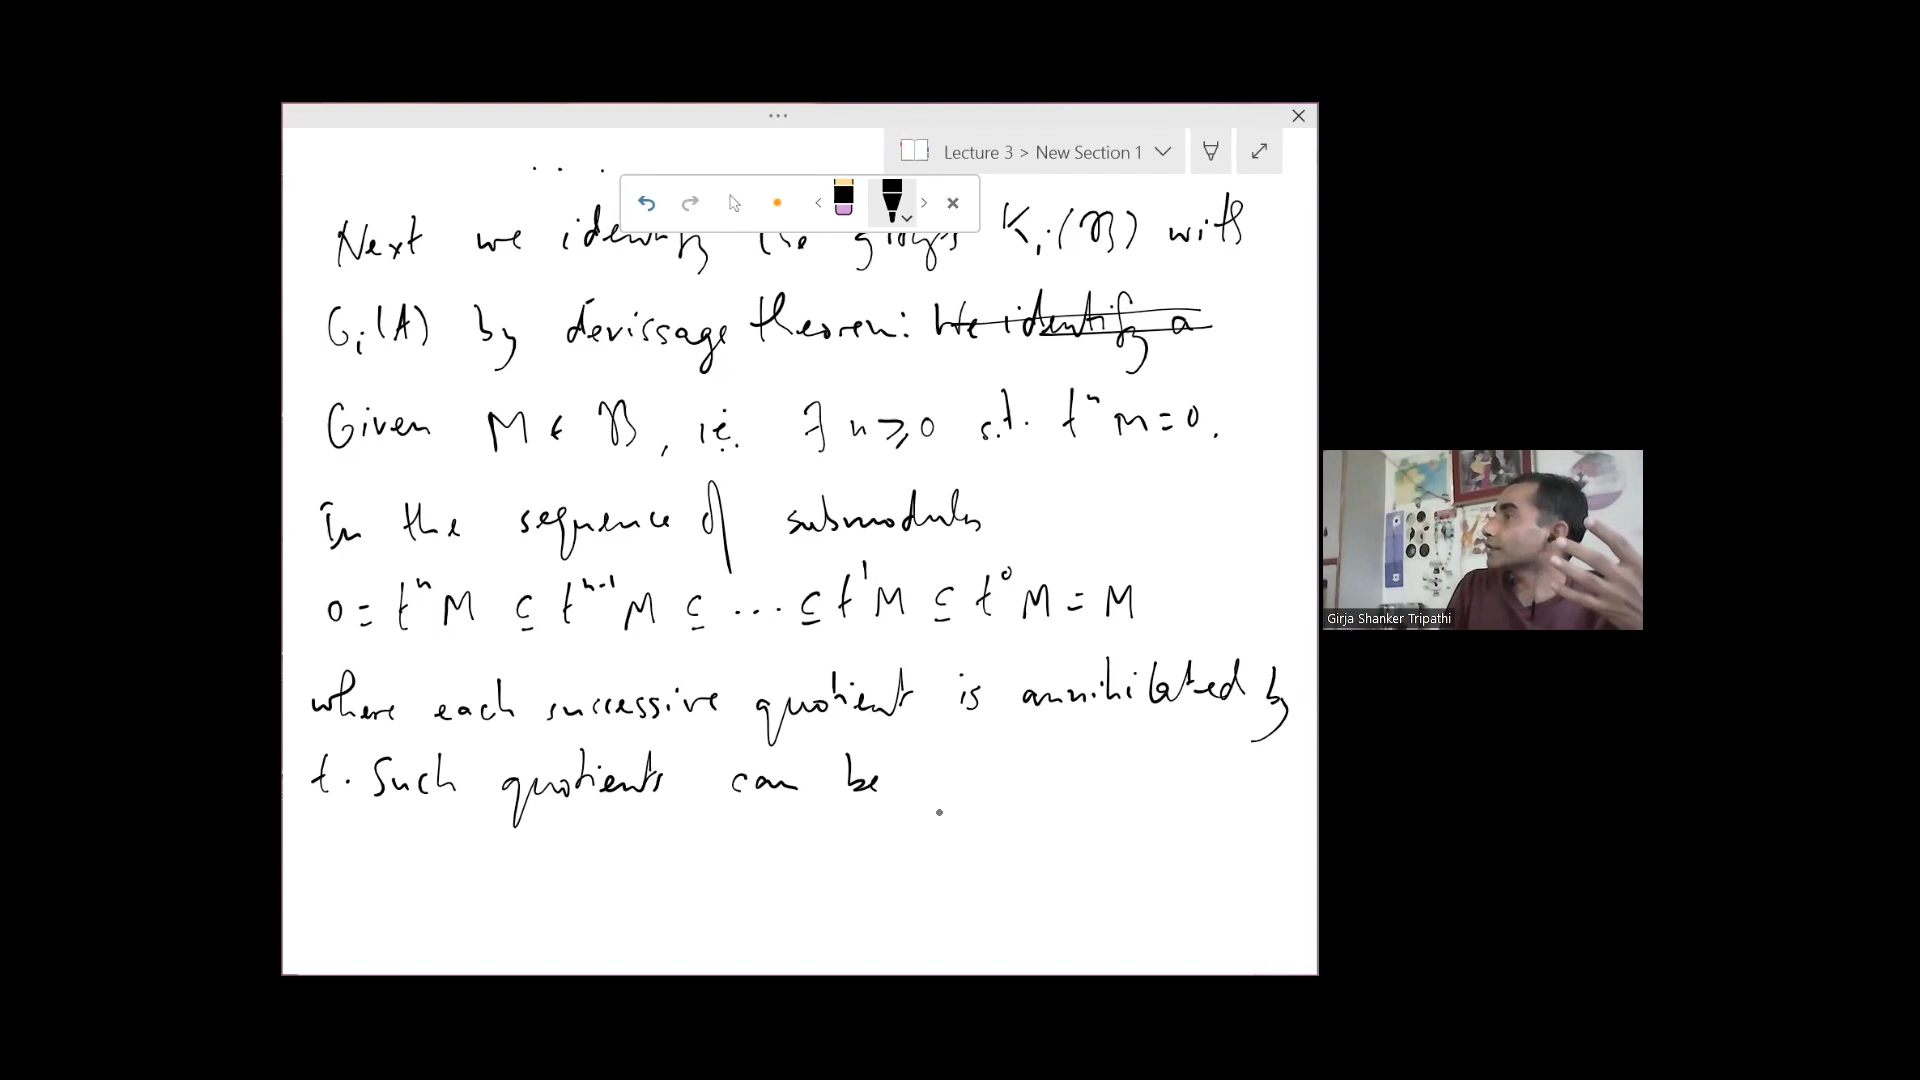 Lecture 3 > New Section 1
Next we identify the groups K_i(𝔅) with
G_i(A) by devissage theorem: We identify a
Given M ∈ 𝔅, i.e. ∃ n ≥ 0 s.t. t^n M = 0.
In the sequence of submodules
0 = t^n M ⊆ t^{n-1} M ⊆ ... ⊆ t^1 M ⊆ t^0 M = M
where each successive quotient is annihilated by
t. Such quotients can be
Girja Shanker Tripathi